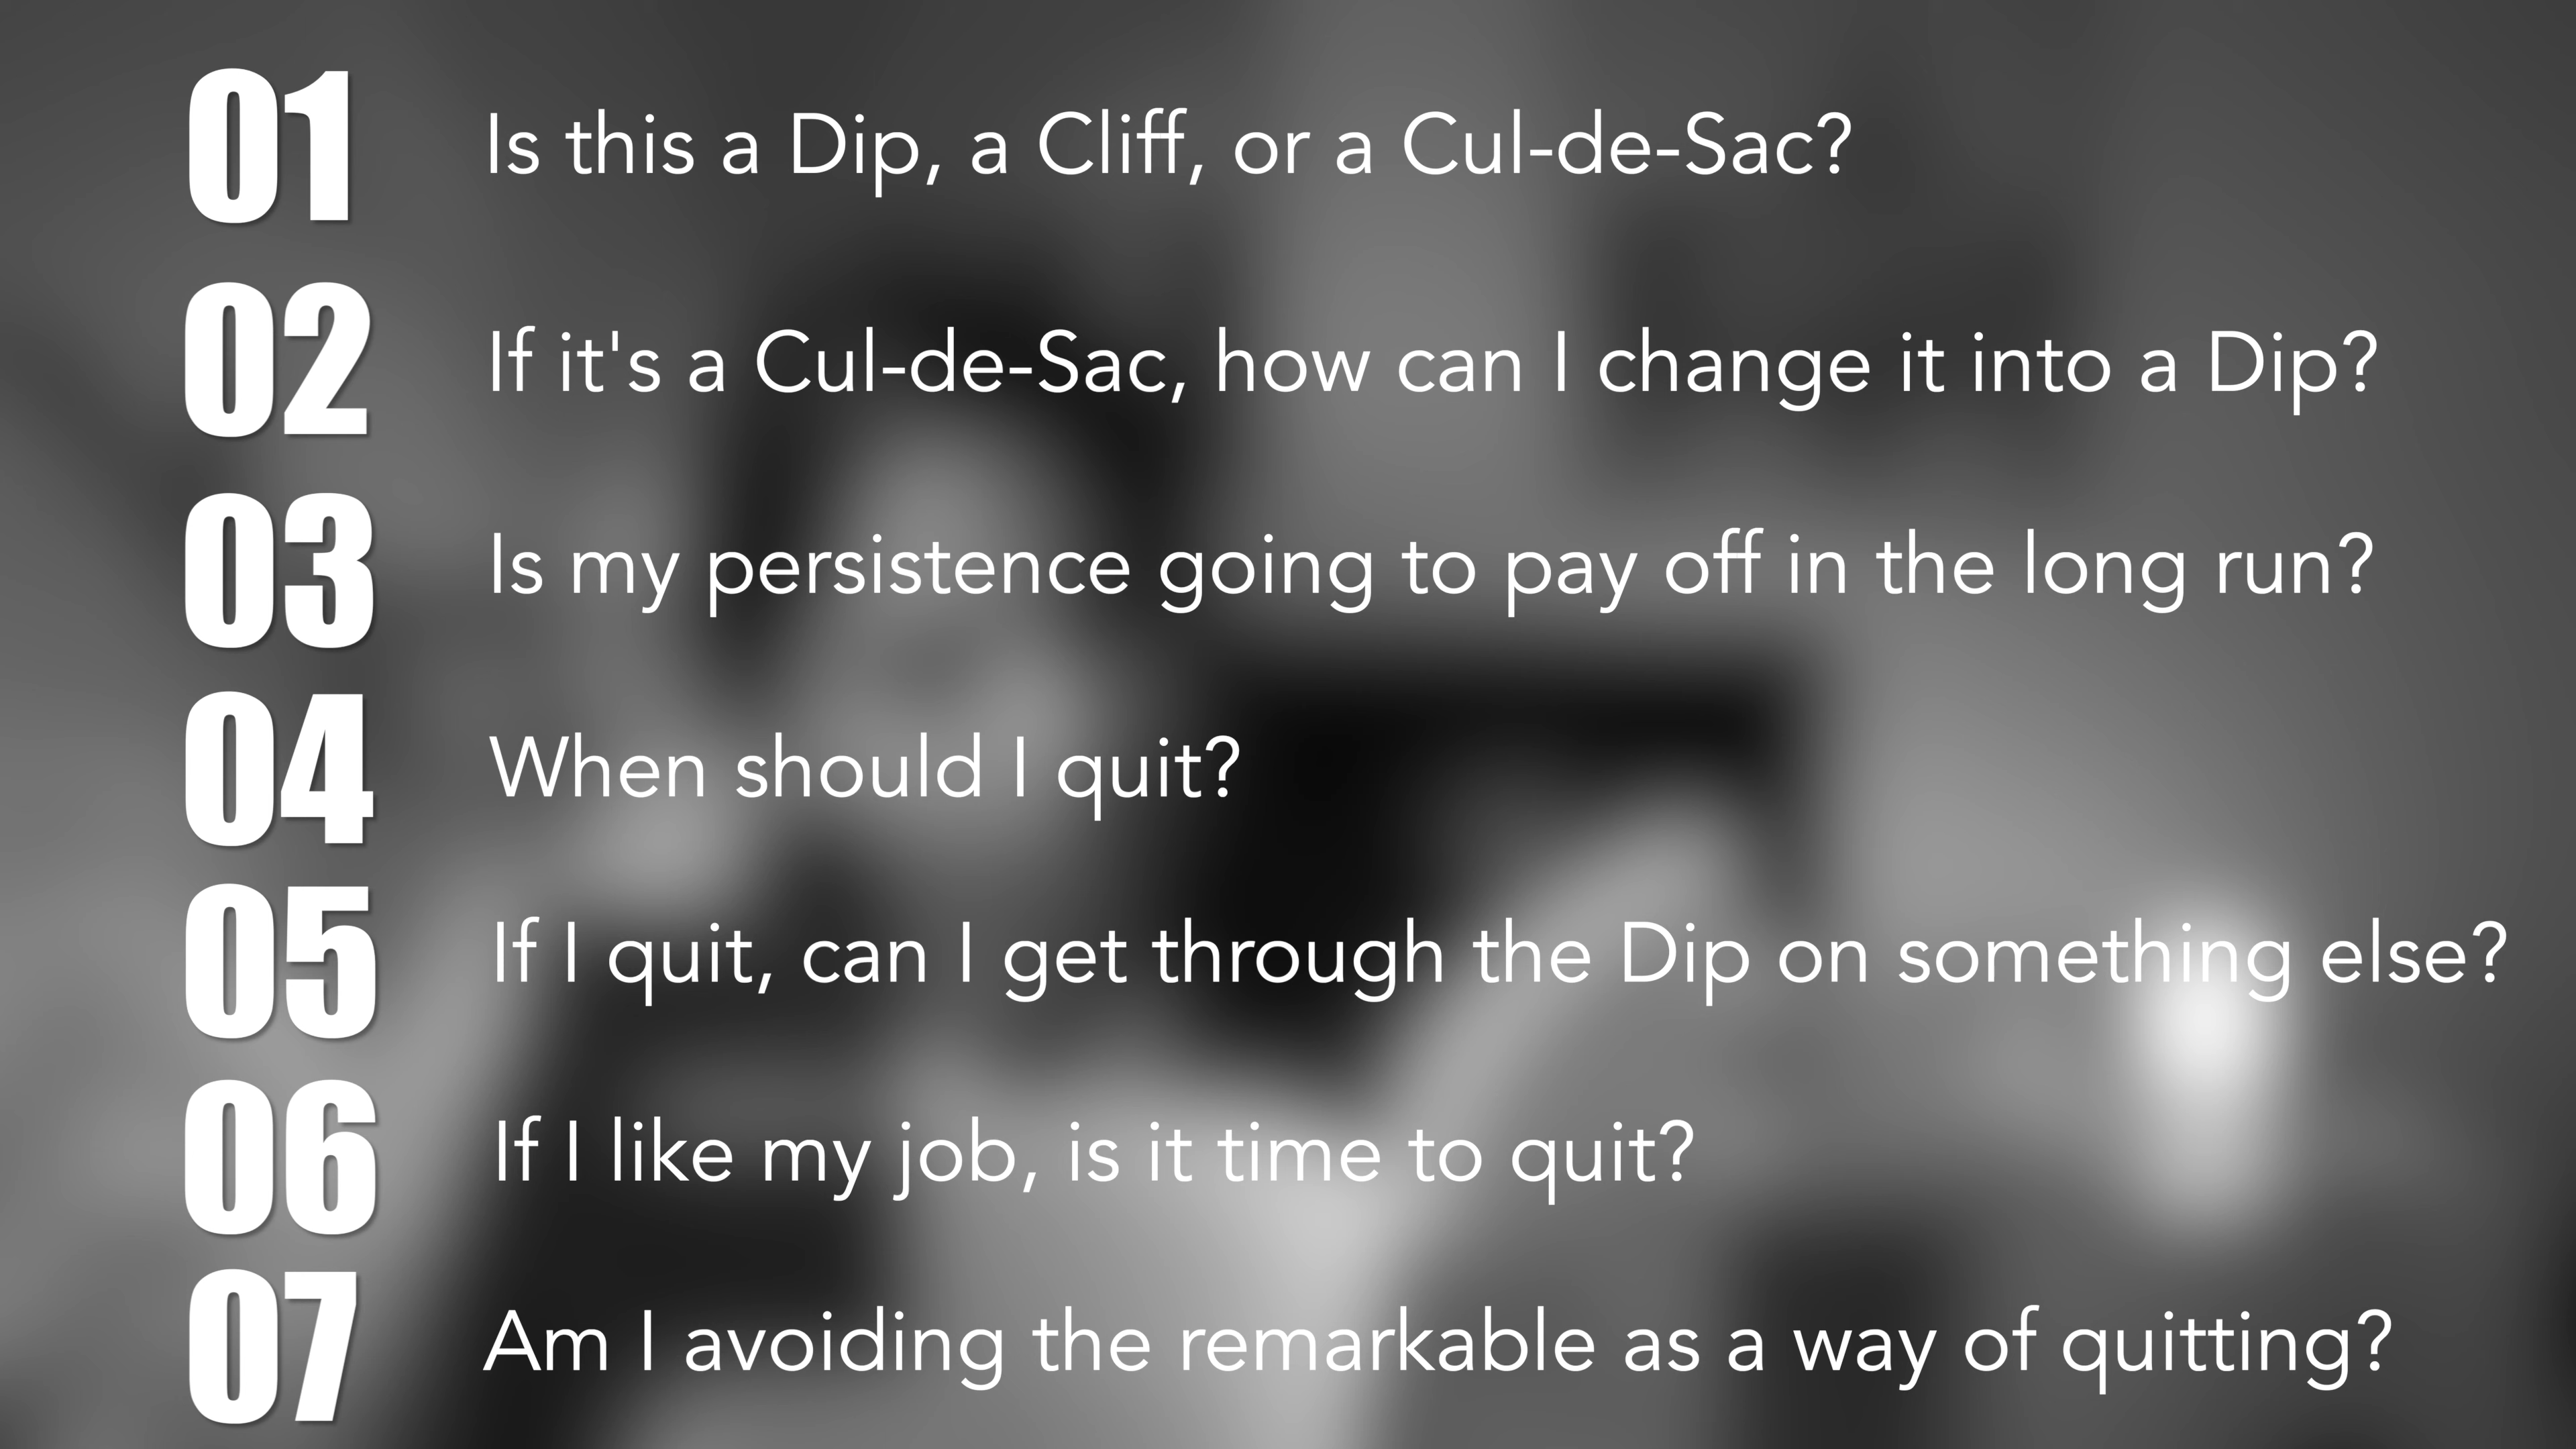 01 Is this a Dip, a Cliff, or a Cul-de-Sac?
02 If it's a Cul-de-Sac, how can I change it into a Dip?
03 Is my persistence going to pay off in the long run?
04 When should I quit?
05 If I quit, can I get through the Dip on something else?
06 If I like my job, is it time to quit?
07 Am I avoiding the remarkable as a way of quitting?